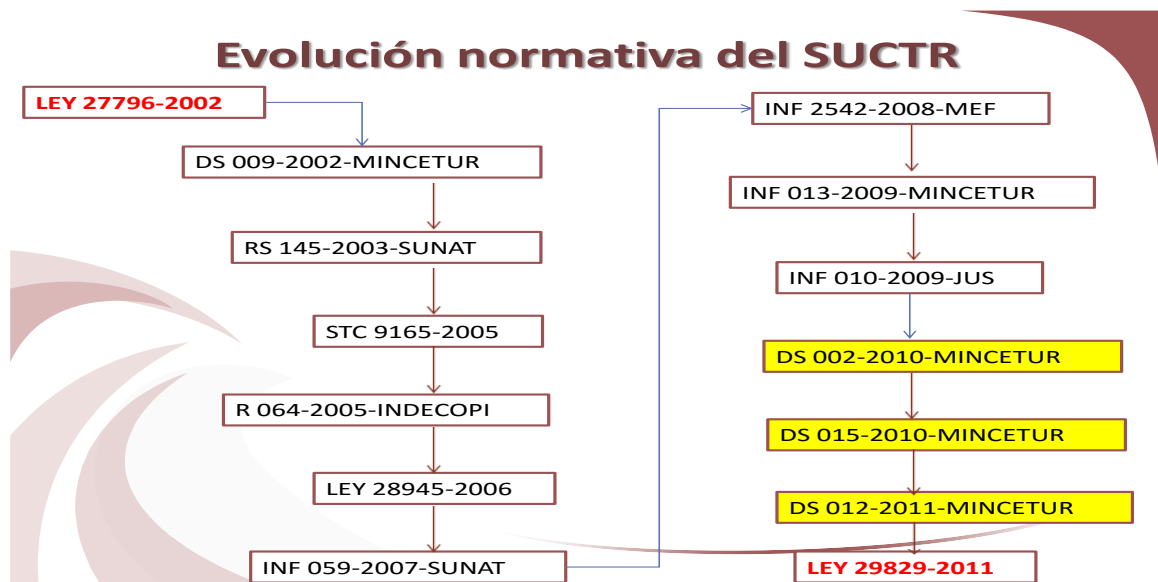 Evolución normativa del SUCTR
LEY 27796-2002
DS 009-2002-MINCETUR
RS 145-2003-SUNAT
STC 9165-2005
R 064-2005-INDECOPI
LEY 28945-2006
INF 059-2007-SUNAT
INF 2542-2008-MEF
INF 013-2009-MINCETUR
INF 010-2009-JUS
DS 002-2010-MINCETUR
DS 015-2010-MINCETUR
DS 012-2011-MINCETUR
LEY 29829-2011